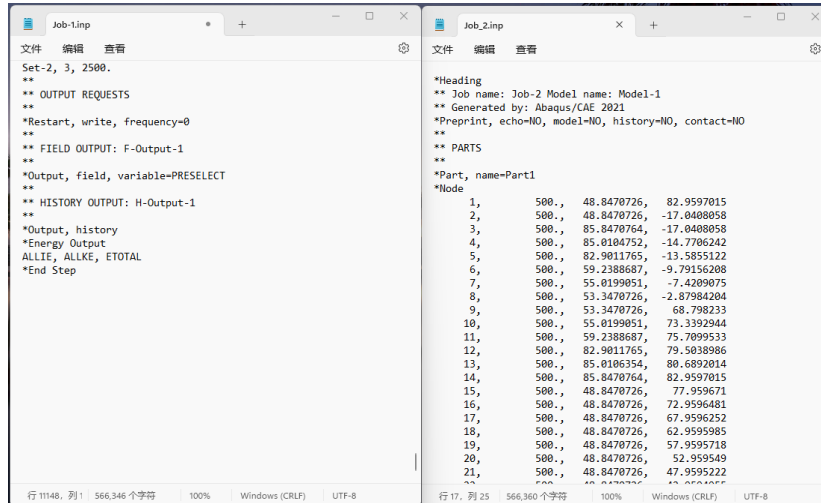 Job-1.inp
文件 编辑 查看
Set-2, 3, 2500.
**
** OUTPUT REQUESTS
**
*Restart, write, frequency=0
**
** FIELD OUTPUT: F-Output-1
**
*Output, field, variable=PRESELECT
**
** HISTORY OUTPUT: H-Output-1
**
*Output, history
*Energy Output
ALLIE, ALLKE, ETOTAL
*End Step
行 11148, 列 1 566,346 个字符 100% Windows (CRLF) UTF-8
Job_2.inp
文件 编辑 查看
*Heading
** Job name: Job-2 Model name: Model-1
** Generated by: Abaqus/CAE 2021
*Preprint, echo=NO, model=NO, history=NO, contact=NO
**
** PARTS
**
*Part, name=Part1
*Node
1, 500., 48.8470726, 82.9597015
2, 500., 48.8470726, -17.0408058
3, 500., 85.8470764, -17.0408058
4, 500., 85.0104752, -14.7706242
5, 500., 82.9011765, -13.5855122
6, 500., 59.2388687, -9.79156208
7, 500., 55.0199051, -7.4209075
8, 500., 53.3470726, -2.87984204
9, 500., 53.3470726, 68.798233
10, 500., 55.0199051, 73.3392944
11, 500., 59.2388687, 75.7099533
12, 500., 82.9011765, 79.5038986
13, 500., 85.0106354, 80.6892014
14, 500., 85.8470764, 82.9597015
15, 500., 48.8470726, 77.959671
16, 500., 48.8470726, 72.9596481
17, 500., 48.8470726, 67.9596252
18, 500., 48.8470726, 62.9595985
19, 500., 48.8470726, 57.9595718
20, 500., 48.8470726, 52.959549
21, 500., 48.8470726, 47.9595222
行 17, 列 25 566,360 个字符 100% Windows (CRLF) UTF-8